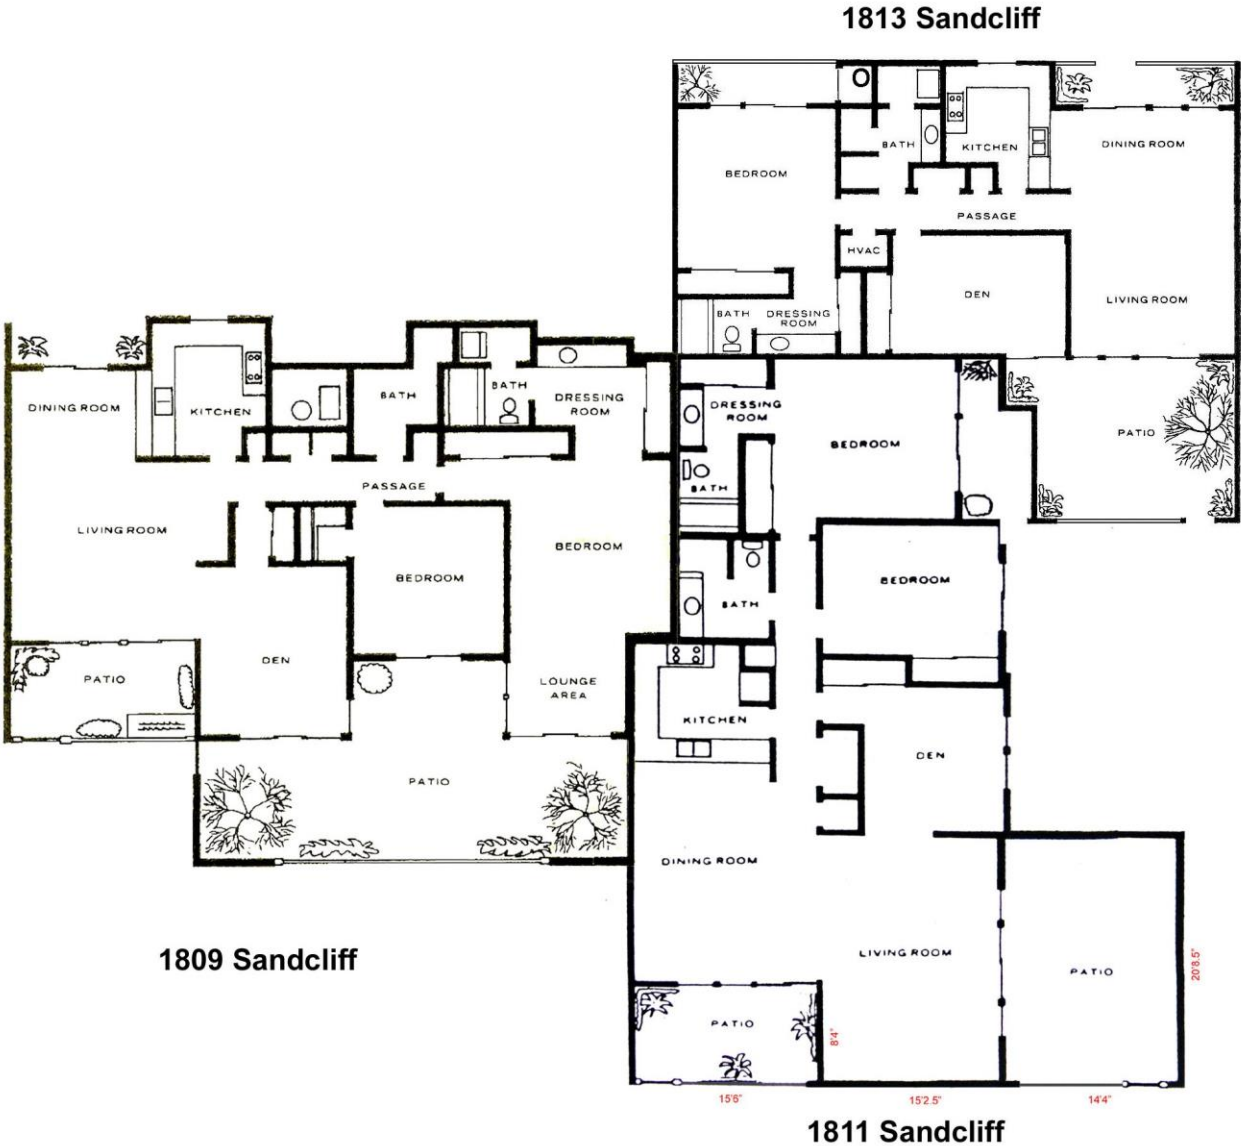 1813 Sandcliff
BEDROOM
BATH
KITCHEN
DINING ROOM
PASSAGE
HVAC
DEN
LIVING ROOM
BATH
DRESSING
ROOM
PATIO
DINING ROOM
KITCHEN
BATH
BATH
DRESSING
ROOM
PASSAGE
LIVING ROOM
BEDROOM
BEDROOM
PATIO
DEN
LOUNGE
AREA
PATIO
1809 Sandcliff
DRESSING
ROOM
BEDROOM
BATH
BEDROOM
BATH
KITCHEN
DEN
DINING ROOM
LIVING ROOM
PATIO
20'8.5"
PATIO
8'4"
15'6"
15'2.5"
14'4"
1811 Sandcliff